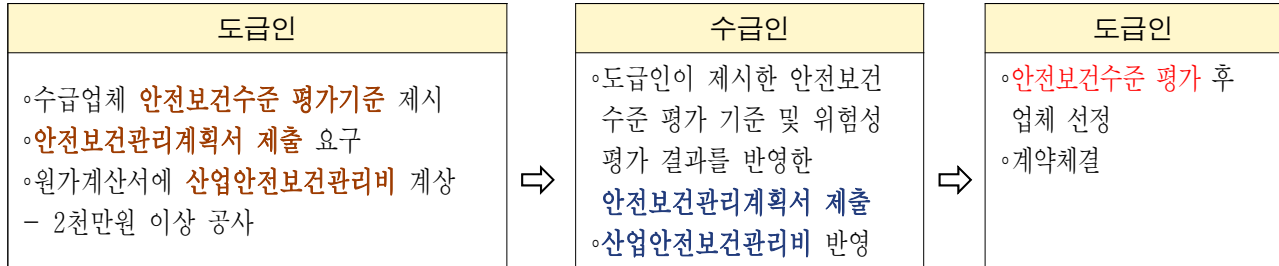 도급인
◦수급업체 안전보건수준 평가기준 제시
◦안전보건관리계획서 제출 요구
◦원가계산서에 산업안전보건관리비 계상
- 2천만원 이상 공사
⇨
수급인
◦도급인이 제시한 안전보건
수준 평가 기준 및 위험성
평가 결과를 반영한
안전보건관리계획서 제출
◦산업안전보건관리비 반영
⇨
도급인
◦안전보건수준 평가 후
업체 선정
◦계약체결